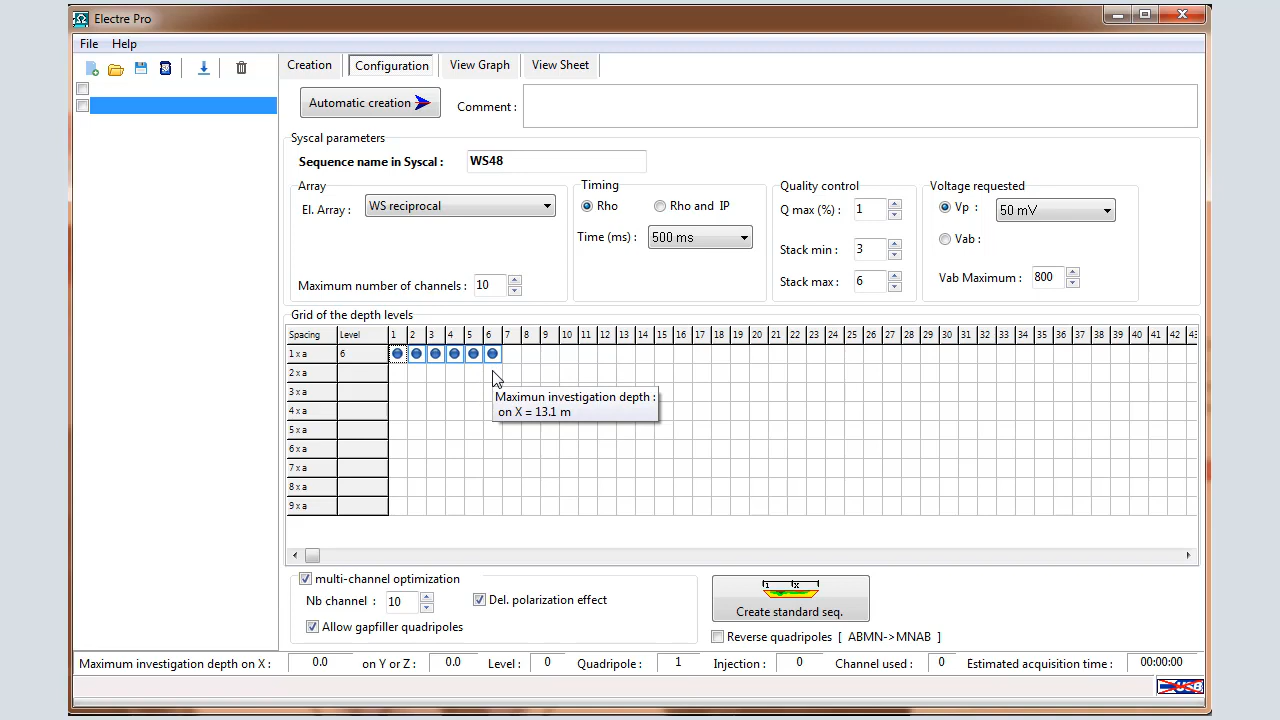 Electre Pro
File Help
Creation Configuration View Graph View Sheet
Automatic creation Comment :
Syscal parameters
Sequence name in Syscal : WS48
Array Timing Quality control Voltage requested
El. Array : WS reciprocal Rho Rho and IP Q max (%) : 1 Vp : 50 mV
Time (ms) : 500 ms Stack min : 3 Vab :
Maximum number of channels : 10 Stack max : 6 Vab Maximum : 800
Grid of the depth levels
Spacing Level 1 2 3 4 5 6 7 8 9 10 11 12 13 14 15 16 17 18 19 20 21 22 23 24 25 26 27 28 29 30 31 32 33 34 35 36 37 38 39 40 41 42 43
1 x a 6
2 x a
3 x a
4 x a
5 x a
6 x a
7 x a
8 x a
9 x a
Maximun investigation depth :
on X = 13.1 m
multi-channel optimization
Nb channel : 10 Del. polarization effect
Allow gapfiller quadripoles
1 x
Create standard seq.
Reverse quadripoles [ ABMN->MNAB ]
Maximum investigation depth on X : 0.0 on Y or Z : 0.0 Level : 0 Quadripole : 1 Injection : 0 Channel used : 0 Estimated acquisition time : 00:00:00
USB